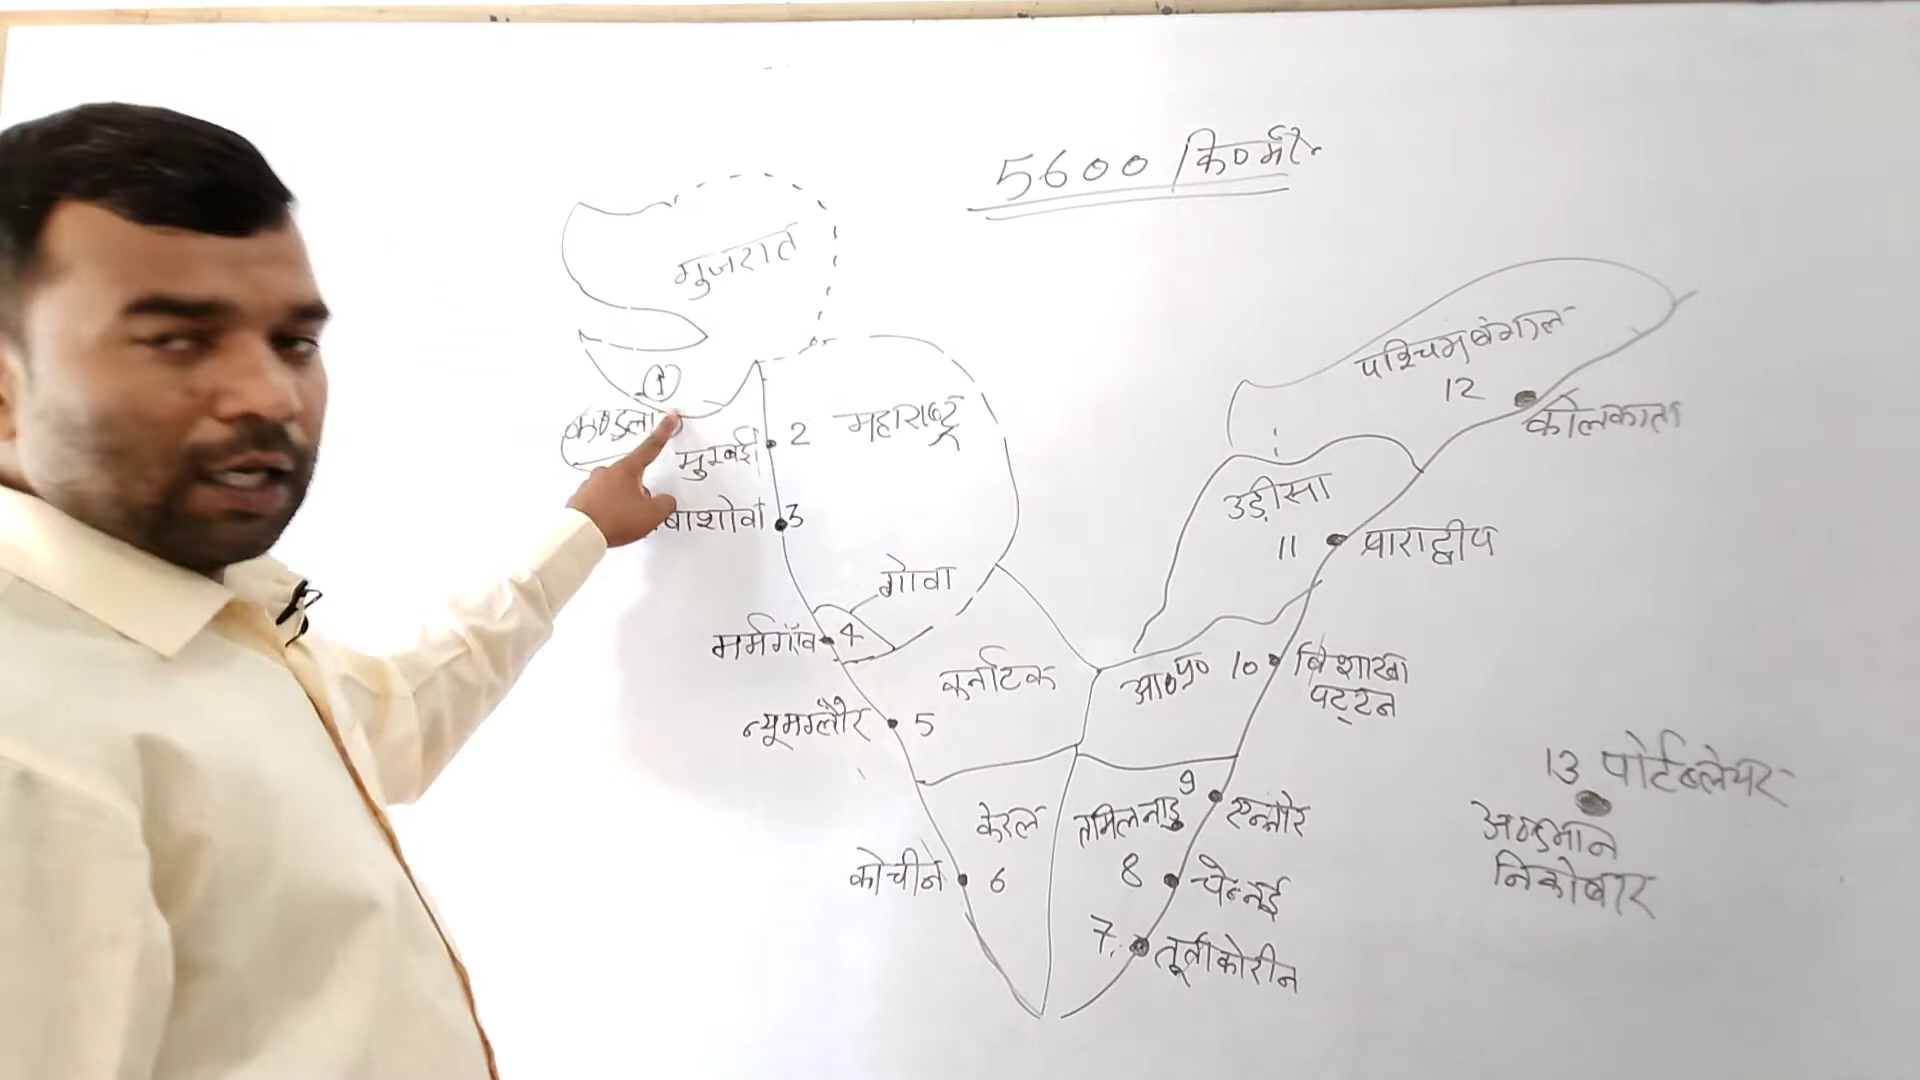 5600 कि०मी०
गुजरात
1
कण्डला
मुम्बई 2
महाराष्ट्र
3
गोवा
मर्मगाँव 4
न्यूमंग्लौर 5
कर्नाटक
केरल
कोचीन 6
तमिलनाडु
7 तूतीकोरीन
8 चेन्नई
9 एन्नौर
आ०प्र० 10 विशाखा
पट्टन
उड़ीसा
11 पाराद्वीप
पश्चिम बंगाल
12
कोलकाता
13 पोर्टब्लेयर
अण्डमान
निकोबार